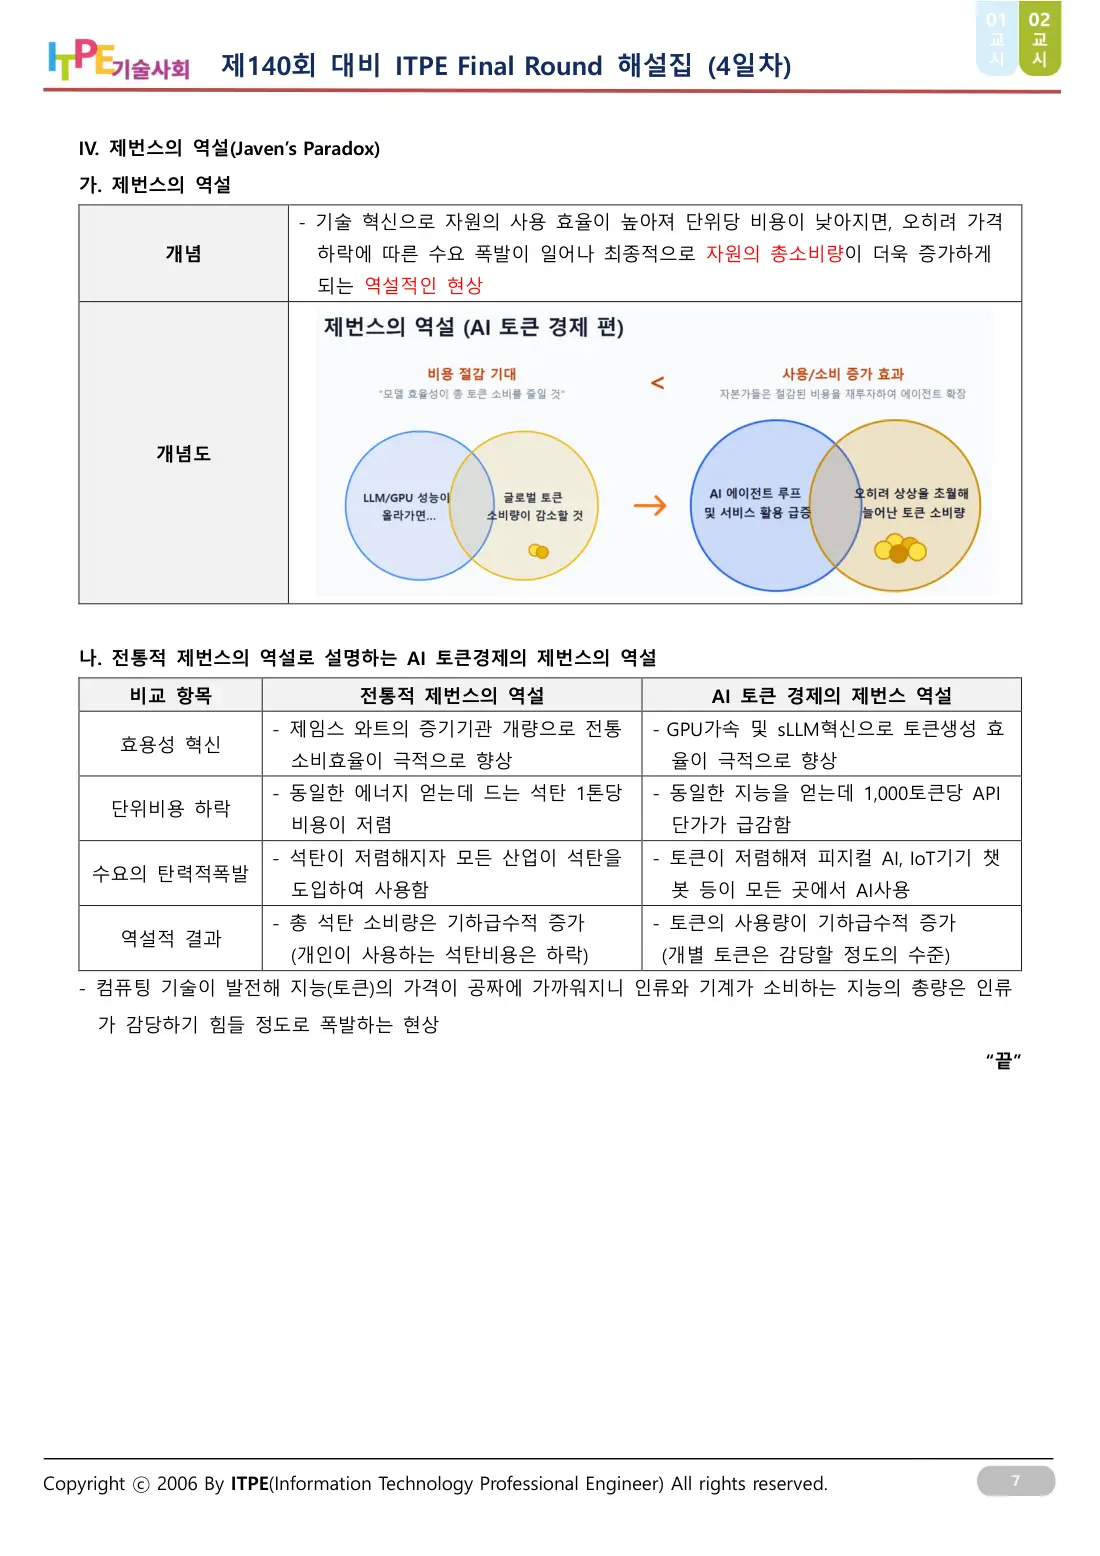 ITPE기술사회 제140회 대비 ITPE Final Round 해설집 (4일차)
01 교시
02 교시
IV. 제번스의 역설(Javen’s Paradox)
가. 제번스의 역설
개념
- 기술 혁신으로 자원의 사용 효율이 높아져 단위당 비용이 낮아지면, 오히려 가격
하락에 따른 수요 폭발이 일어나 최종적으로 자원의 총소비량이 더욱 증가하게
되는 역설적인 현상
개념도
제번스의 역설 (AI 토큰 경제 편)
비용 절감 기대
"모델 효율성이 총 토큰 소비를 줄일 것"
<
사용/소비 증가 효과
자본가들은 절감된 비용을 재투자하여 에이전트 확장
LLM/GPU 성능이
올라가면...
글로벌 토큰
소비량이 감소할 것
→
AI 에이전트 루프
및 서비스 활용 급증
오히려 상상을 초월해
늘어난 토큰 소비량
나. 전통적 제번스의 역설로 설명하는 AI 토큰경제의 제번스의 역설
비교 항목 전통적 제번스의 역설 AI 토큰 경제의 제번스 역설
효용성 혁신
- 제임스 와트의 증기기관 개량으로 전통
소비효율이 극적으로 향상
- GPU가속 및 sLLM혁신으로 토큰생성 효
율이 극적으로 향상
단위비용 하락
- 동일한 에너지 얻는데 드는 석탄 1톤당
비용이 저렴
- 동일한 지능을 얻는데 1,000토큰당 API
단가가 급감함
수요의 탄력적폭발
- 석탄이 저렴해지자 모든 산업이 석탄을
도입하여 사용함
- 토큰이 저렴해져 피지컬 AI, IoT기기 챗
봇 등이 모든 곳에서 AI사용
역설적 결과
- 총 석탄 소비량은 기하급수적 증가
(개인이 사용하는 석탄비용은 하락)
- 토큰의 사용량이 기하급수적 증가
(개별 토큰은 감당할 정도의 수준)
- 컴퓨팅 기술이 발전해 지능(토큰)의 가격이 공짜에 가까워지니 인류와 기계가 소비하는 지능의 총량은 인류
가 감당하기 힘들 정도로 폭발하는 현상
“끝”
Copyright ⓒ 2006 By ITPE(Information Technology Professional Engineer) All rights reserved.
7